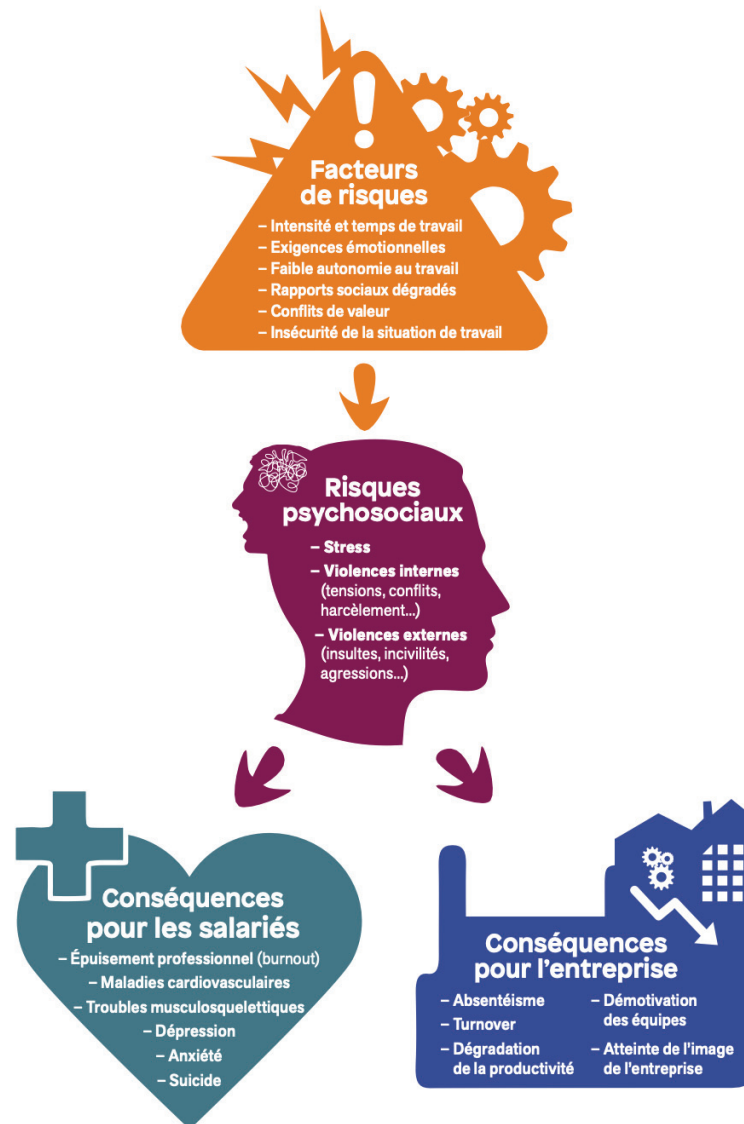 Facteurs
de risques
– Intensité et temps de travail
– Exigences émotionnelles
– Faible autonomie au travail
– Rapports sociaux dégradés
– Conflits de valeur
– Insécurité de la situation de travail
Risques
psychosociaux
– Stress
– Violences internes
(tensions, conflits,
harcèlement...)
– Violences externes
(insultes, incivilités,
agressions...)
Conséquences
pour les salariés
– Épuisement professionnel (burnout)
– Maladies cardiovasculaires
– Troubles musculosquelettiques
– Dépression
– Anxiété
– Suicide
Conséquences
pour l'entreprise
– Absentéisme
– Turnover
– Dégradation
de la productivité
– Démotivation
des équipes
– Atteinte de l'image
de l'entreprise